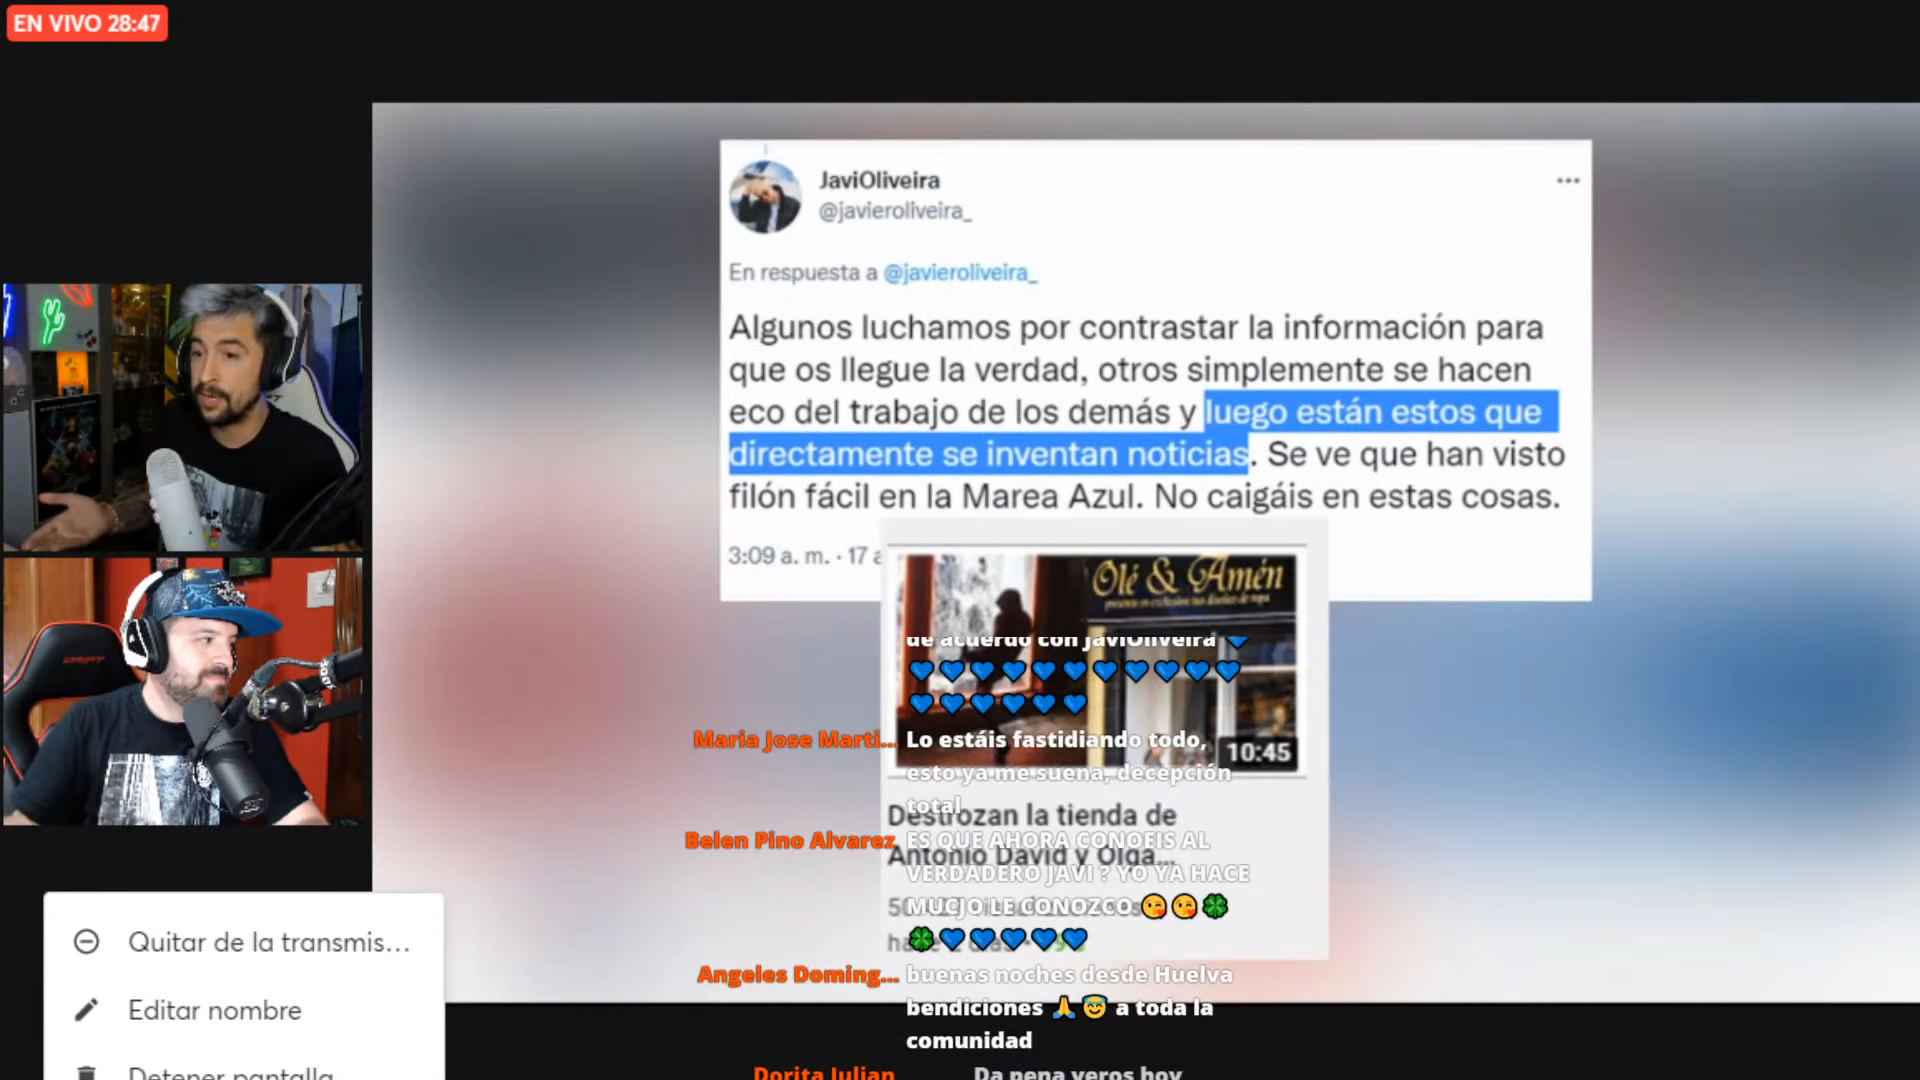 EN VIVO 28:47
JaviOliveira
@javieroliveira_
En respuesta a @javieroliveira_
Algunos luchamos por contrastar la información para
que os llegue la verdad, otros simplemente se hacen
eco del trabajo de los demás y luego están estos que
directamente se inventan noticias. Se ve que han visto
filón fácil en la Marea Azul. No caigáis en estas cosas.
3:09 a. m. · 17 a
Olé & Amén
10:45
Destrozan la tienda de
Antonio David y Olga...
de acuerdo con JaviOliveira 💙
💙💙💙💙💙💙💙💙💙💙💙
💙💙💙💙💙💙
Maria Jose Marti... Lo estáis fastidiando todo,
esto ya me suena, decepción
total
Belen Pino Alvarez ES QUE AHORA CONOEIS AL
VERDADERO JAVI ? YO YA HACE
MUCJO LE CONOZCO 😘😘🍀
🍀💙💙💙💙💙
Angeles Doming... buenas noches desde Huelva
bendiciones 🙏😇 a toda la
comunidad
Dorita Julian Da pena veros hoy
Quitar de la transmis...
Editar nombre
Detener pantalla